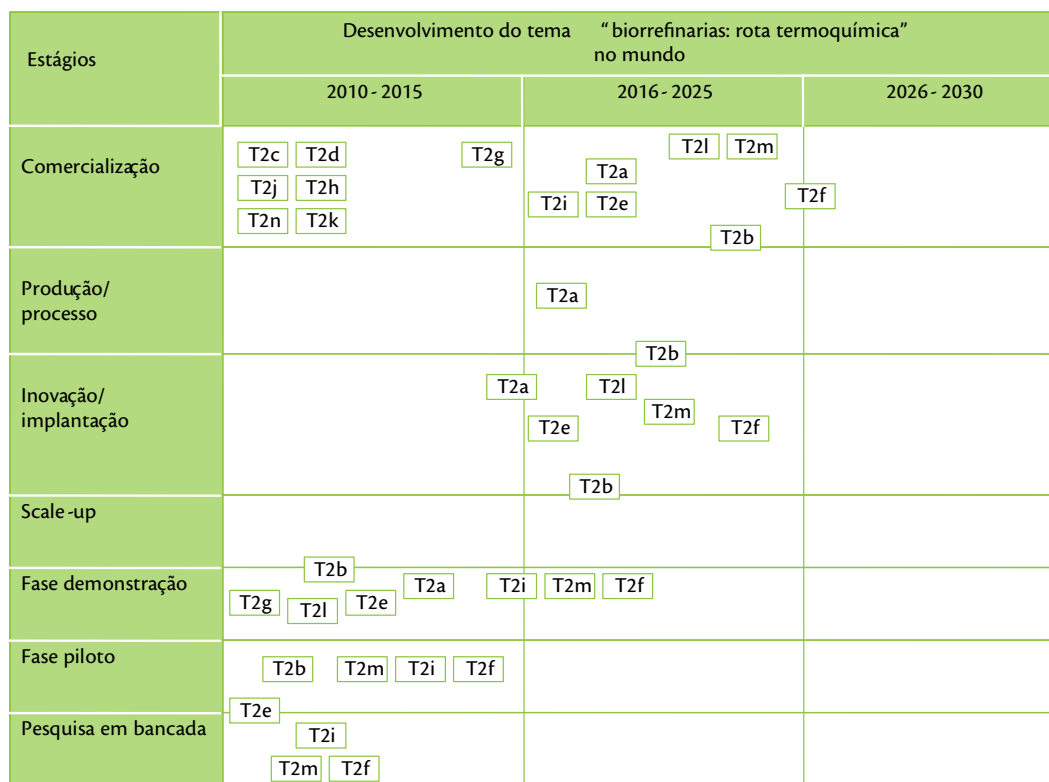 Estágios
Desenvolvimento do tema “biorrefinarias: rota termoquímica”
no mundo
2010-2015 2016-2025 2026-2030
Comercialização
T2c T2d T2g T2l T2m
T2a
T2j T2h T2i T2e T2f
T2n T2k
T2b
Produção/
processo
T2a
T2b
Inovação/
implantação
T2a T2l
T2m
T2e T2f
T2b
Scale-up
T2b
Fase demonstração
T2a T2i T2m T2f
T2g T2l T2e
Fase piloto
T2b T2m T2i T2f
T2e
Pesquisa em bancada
T2i
T2m T2f